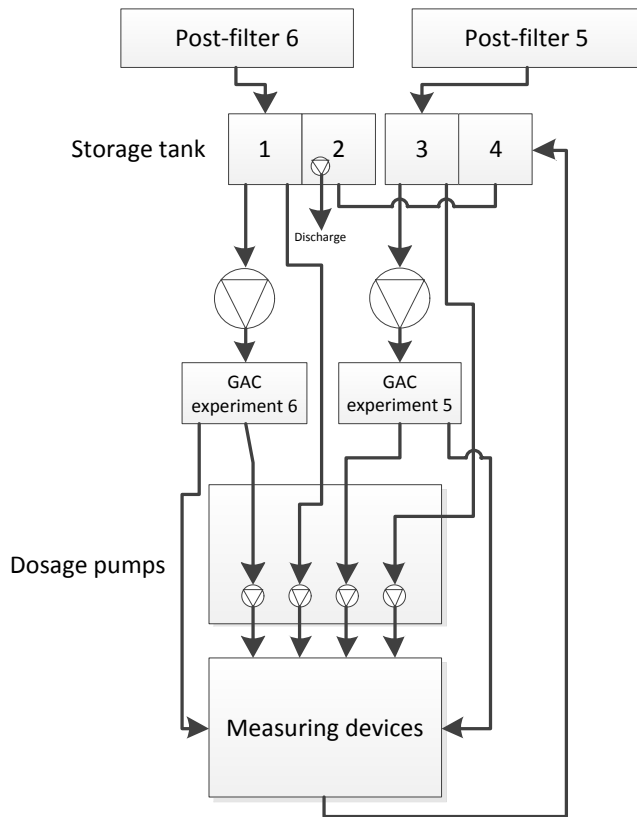 Post-filter 6
Post-filter 5
Storage tank
1
2
3
4
Discharge
GAC
experiment 6
GAC
experiment 5
Dosage pumps
Measuring devices